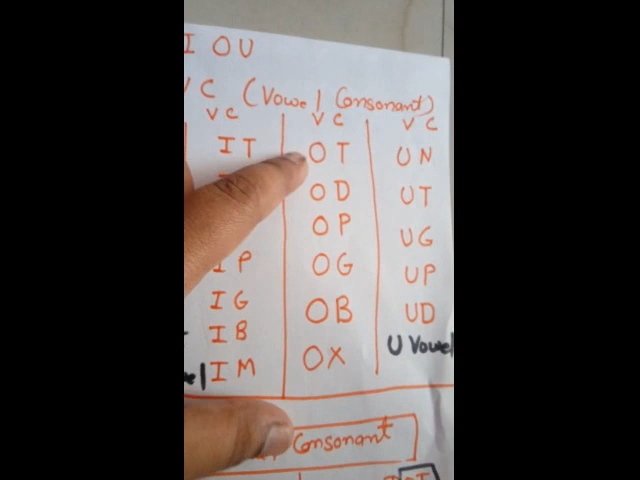 I O U
V C (Vowel Consonant)
V C V C V C
I T O T U N
O D U T
O P U G
I P O G U P
I G O B U D
I B U Vowel
I M O X
Consonant